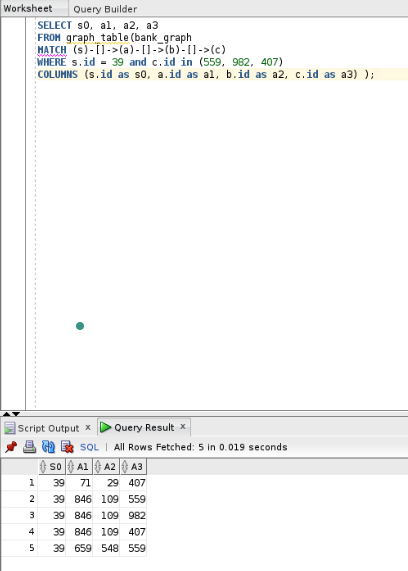 Worksheet Query Builder
SELECT s0, a1, a2, a3
FROM graph_table(bank_graph
MATCH (s)-[]->(a)-[]->(b)-[]->(c)
WHERE s.id = 39 and c.id in (559, 982, 407)
COLUMNS (s.id as s0, a.id as a1, b.id as a2, c.id as a3) );
Script Output x Query Result x
SQL | All Rows Fetched: 5 in 0.019 seconds
S0 A1 A2 A3
1 39 71 29 407
2 39 846 109 559
3 39 846 109 982
4 39 846 109 407
5 39 659 548 559